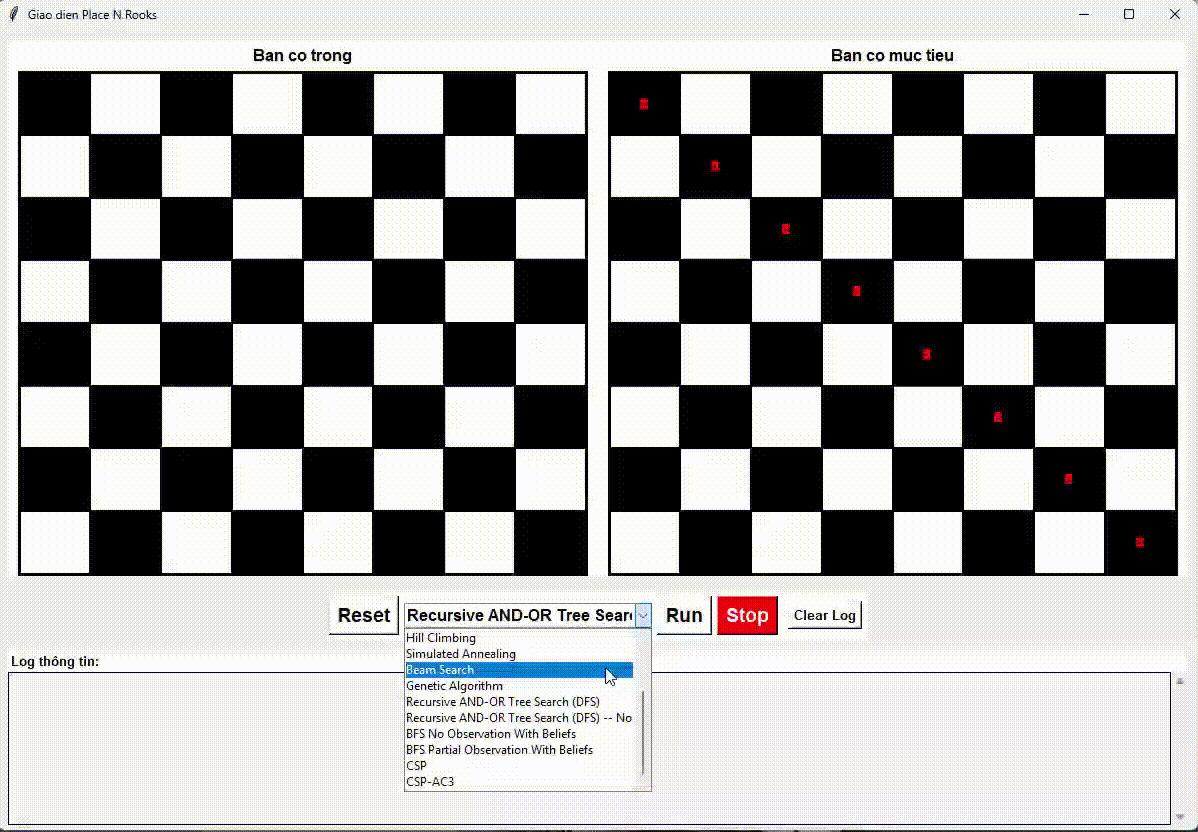 Giao dien Place N Rooks
Ban co trong
Ban co muc tieu
Reset
Recursive AND-OR Tree Sear
Run
Stop
Clear Log
Hill Climbing
Simulated Annealing
Beam Search
Genetic Algorithm
Recursive AND-OR Tree Search (DFS)
Recursive AND-OR Tree Search (DFS) -- No
BFS No Observation With Beliefs
BFS Partial Observation With Beliefs
CSP
CSP-AC3
Log thông tin: